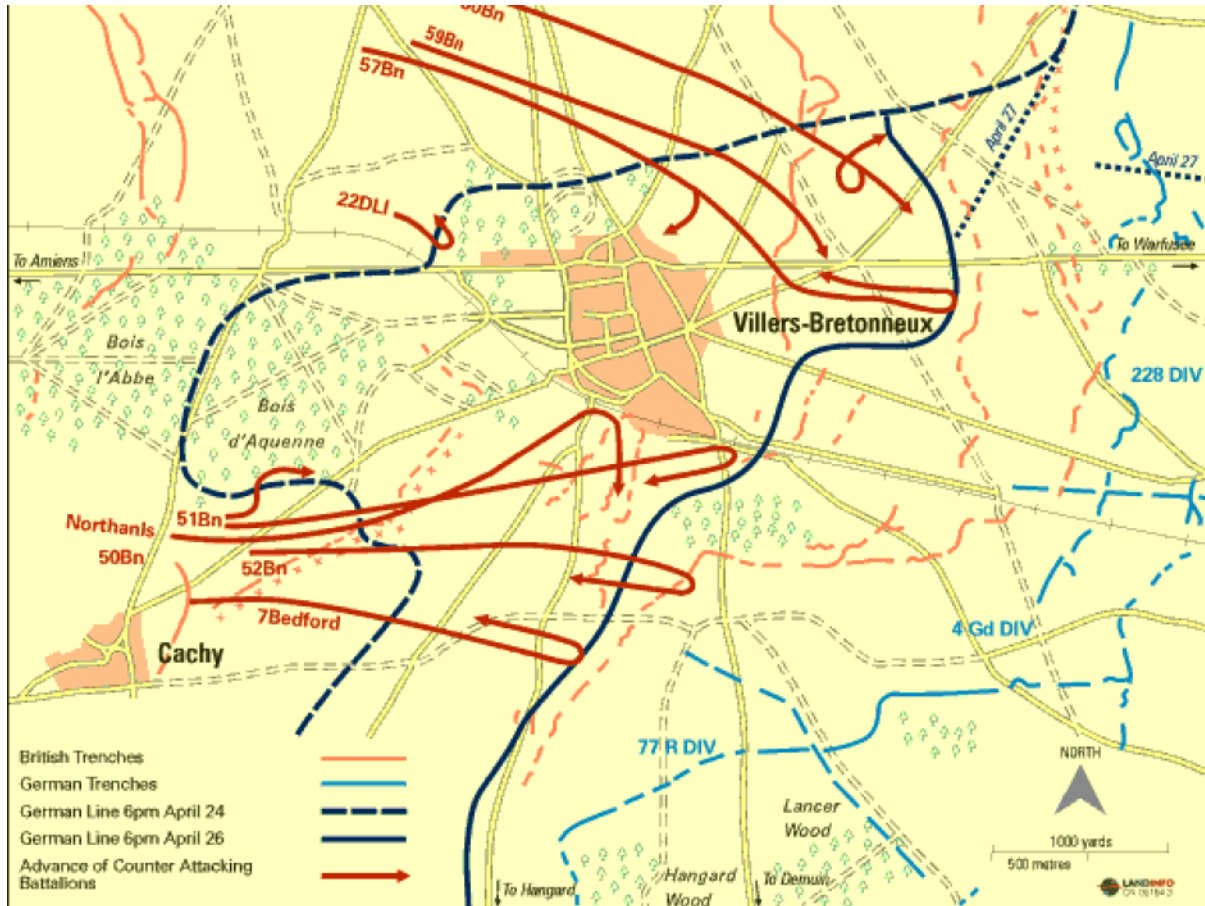 59Bn
57Bn
22DLI
April 27
April 27
To Amiens
To Warfusee
Villers-Bretonneux
Bois
l'Abbe
Bois
d'Aquenne
228 DIV
51Bn
Northanls
50Bn
52Bn
7Bedford
Cachy
4 Gd DIV
77 R DIV
British Trenches
German Trenches
German Line 6pm April 24
German Line 6pm April 26
Advance of Counter Attacking
Battalions
NORTH
Lancer
Wood
Hangard
Wood
To Hangard
To Demuin
1000 yards
500 metres
LANDINFO